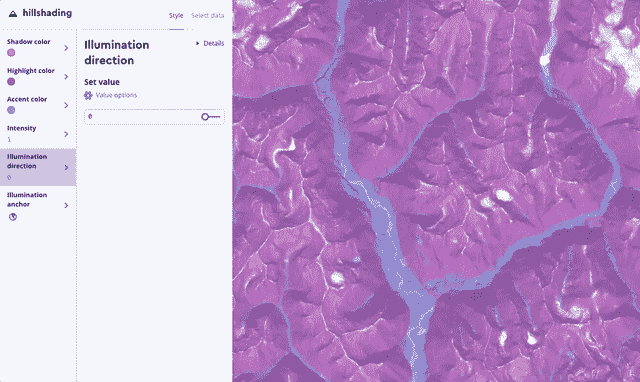 hillshading
Style
Select data
Shadow color
Highlight color
Accent color
Intensity
1
Illumination
direction
0
Illumination
anchor
Illumination
direction
Details
Set value
Value options
0